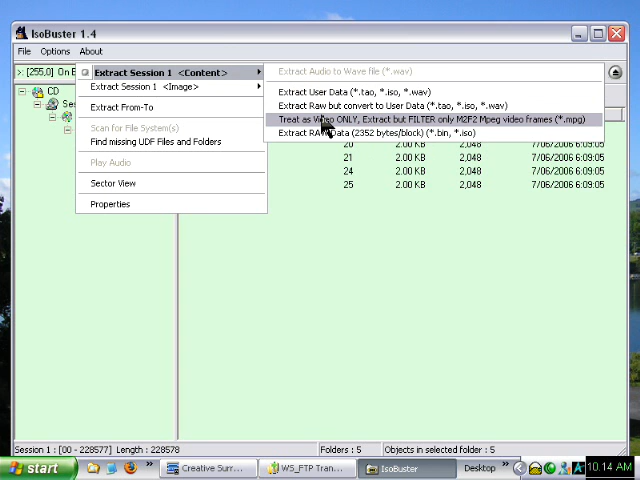 IsoBuster 1.4
File Options About
>: [255,0] On E
Extract Session 1 <Content>
Extract Session 1 <Image>
Extract From-To
Scan for File System(s)
Find missing UDF Files and Folders
Play Audio
Sector View
Properties
Extract Audio to Wave file (*.wav)
Extract User Data (*.tao, *.iso, *.wav)
Extract Raw but convert to User Data (*.tao, *.iso, *.wav)
Treat as Video ONLY, Extract but FILTER only M2F2 Mpeg video frames (*.mpg)
Extract RAW Data (2352 bytes/block) (*.bin, *.iso)
CD
Ses
20 2.00 KB 2,048 7/06/2006 6:09:05
21 2.00 KB 2,048 7/06/2006 6:09:05
24 2.00 KB 2,048 7/06/2006 6:09:05
25 2.00 KB 2,048 7/06/2006 6:09:05
Session 1 : [00 - 228577] Length : 228578 Folders : 5 Objects in selected folder : 5
start Creative Surr... WS_FTP Tran... IsoBuster Desktop 10.14 AM